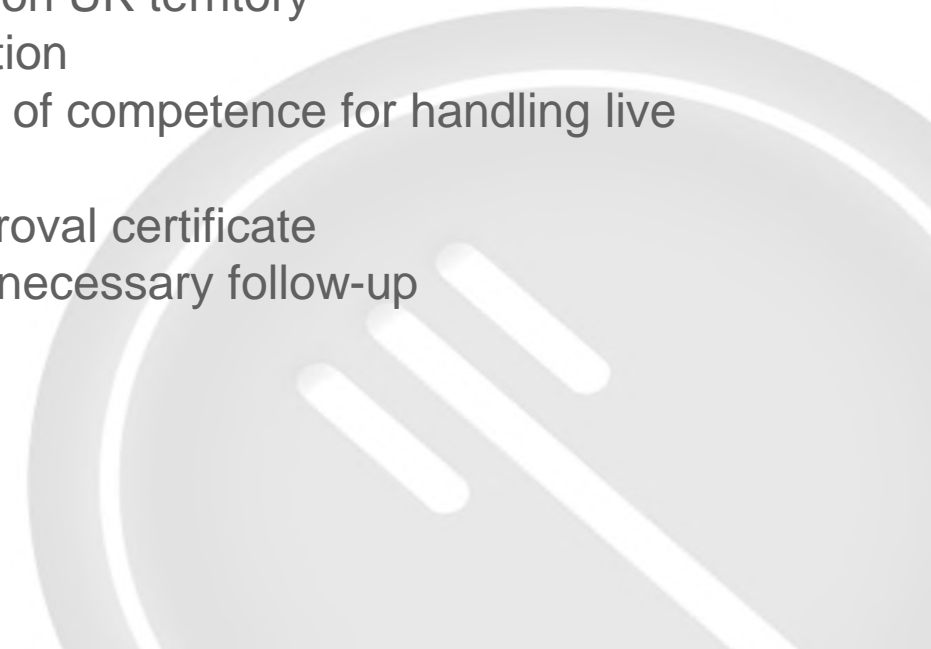 on UK territory
tion
of competence for handling live
roval certificate
necessary follow-up